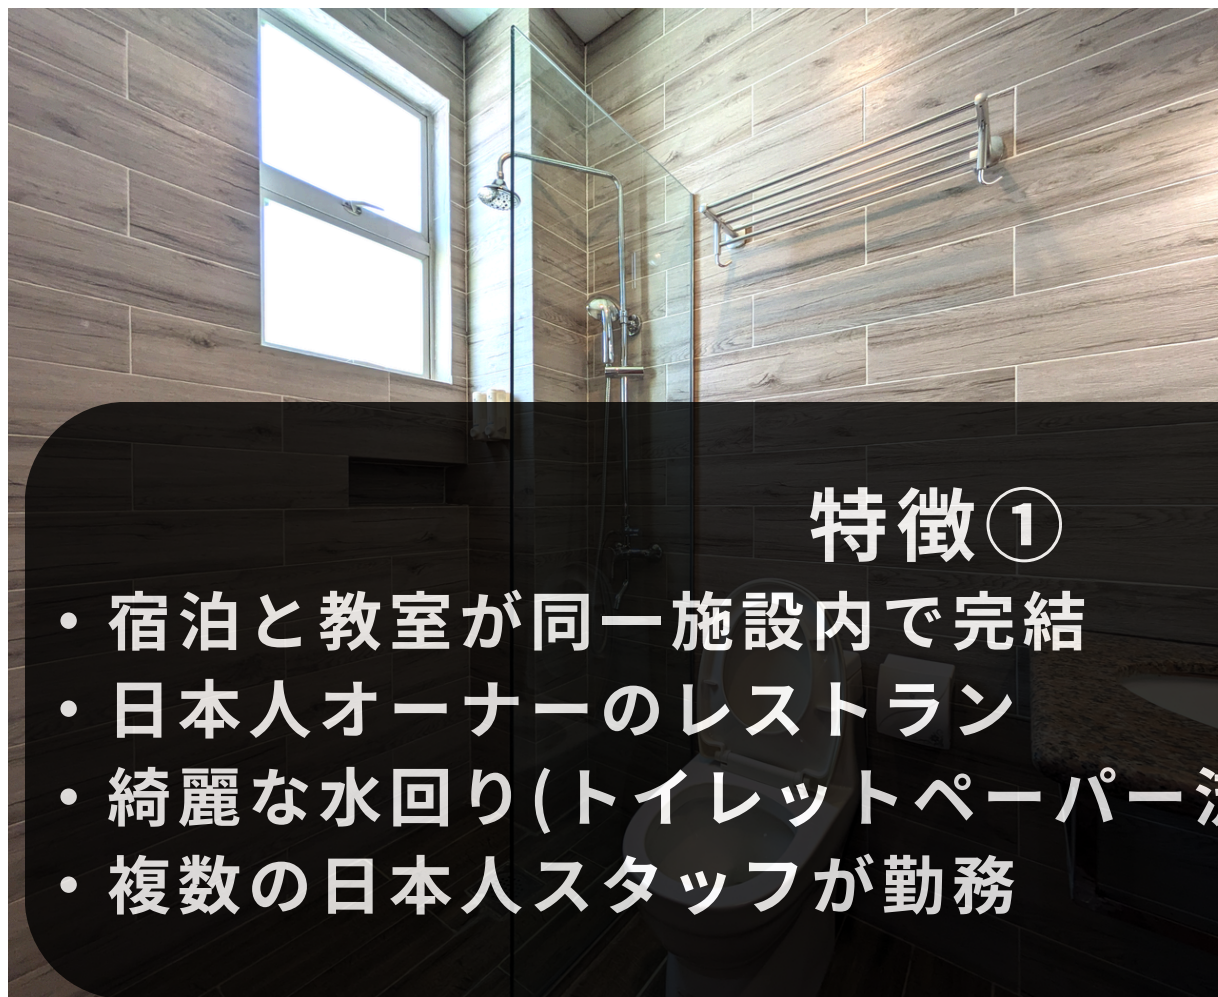 特徴①
・宿泊と教室が同一施設内で完結
・日本人オーナーのレストラン
・綺麗な水回り(トイレットペーパー
・複数の日本人スタッフが勤務